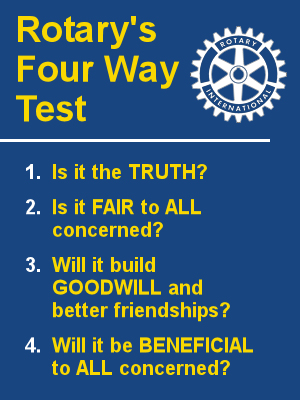 Rotary's
Four Way
Test
ROTARY
INTERNATIONAL
1. Is it the TRUTH?
2. Is it FAIR to ALL
concerned?
3. Will it build
GOODWILL and
better friendships?
4. Will it be BENEFICIAL
to ALL concerned?